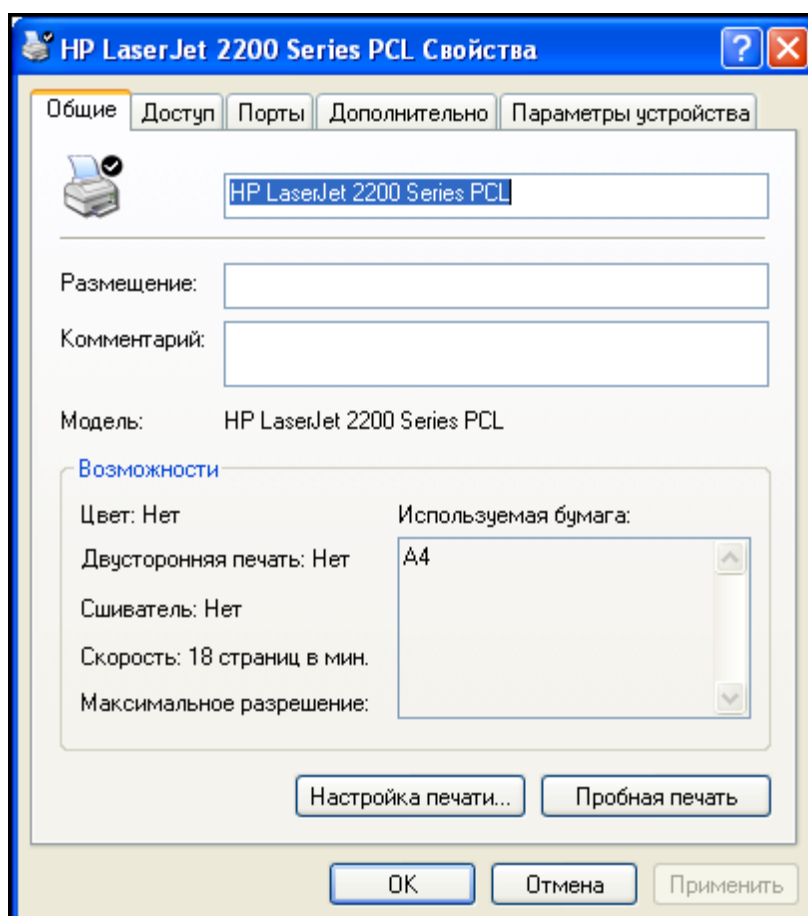 HP LaserJet 2200 Series PCL Свойства
Общие Доступ Порты Дополнительно Параметры устройства
HP LaserJet 2200 Series PCL
Размещение:
Комментарий:
Модель: HP LaserJet 2200 Series PCL
Возможности
Цвет: Нет Используемая бумага:
Двусторонняя печать: Нет A4
Сшиватель: Нет
Скорость: 18 страниц в мин.
Максимальное разрешение:
Настройка печати... Пробная печать
OK Отмена Применить